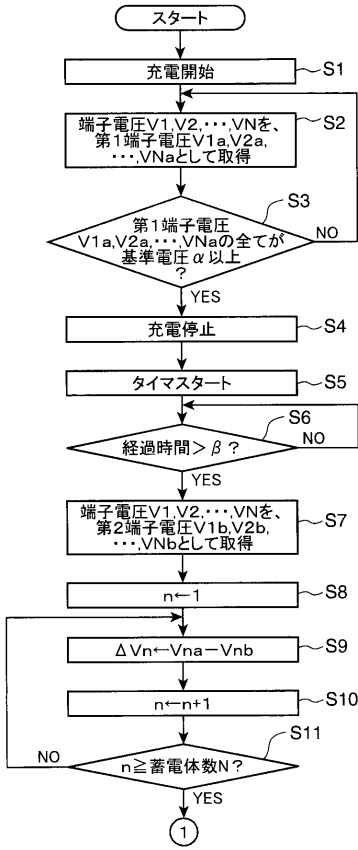 スタート
充電開始
S1
端子電圧V1,V2,･･･,VNを、
第1端子電圧V1a,V2a,
･･･,VNaとして取得
S2
第1端子電圧
V1a,V2a,･･･,VNaの全てが
基準電圧α以上
?
S3
NO
YES
充電停止
S4
タイマスタート
S5
経過時間>β?
S6
NO
YES
端子電圧V1,V2,･･･,VNを、
第2端子電圧V1b,V2b,
･･･,VNbとして取得
S7
n←1
S8
ΔVn←Vna−Vnb
S9
n←n+1
S10
n≧蓄電体数N?
S11
NO
YES
1